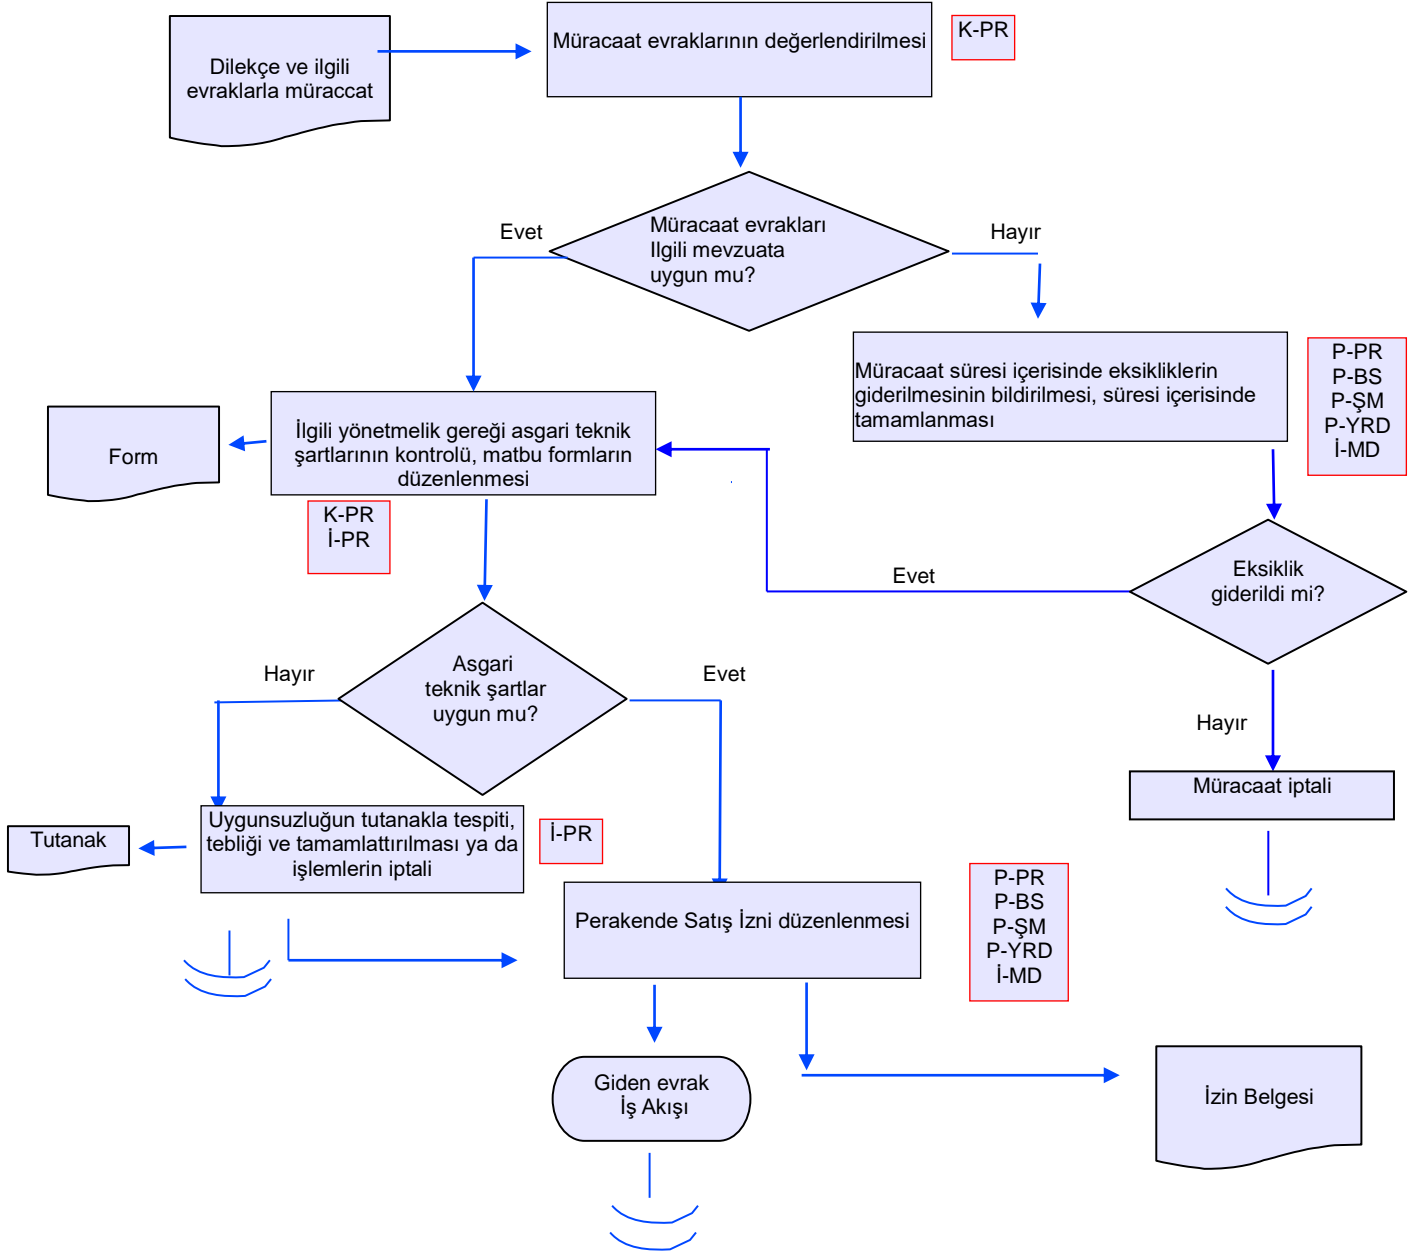 Dilekçe ve ilgili
evraklarla müraccat
Müracaat evraklarının değerlendirilmesi
K-PR
Müracaat evrakları
Ilgili mevzuata
uygun mu?
Evet
Hayır
Müracaat süresi içerisinde eksikliklerin
giderilmesinin bildirilmesi, süresi içerisinde
tamamlanması
P-PR
P-BS
P-ŞM
P-YRD
İ-MD
Form
İlgili yönetmelik gereği asgari teknik
şartlarının kontrolü, matbu formların
düzenlenmesi
K-PR
İ-PR
Eksiklik
giderildi mi?
Evet
Hayır
Müracaat iptali
Asgari
teknik şartlar
uygun mu?
Hayır
Evet
Tutanak
Uygunsuzluğun tutanakla tespiti,
tebliği ve tamamlattırılması ya da
işlemlerin iptali
İ-PR
Perakende Satış İzni düzenlenmesi
P-PR
P-BS
P-ŞM
P-YRD
İ-MD
Giden evrak
İş Akışı
İzin Belgesi